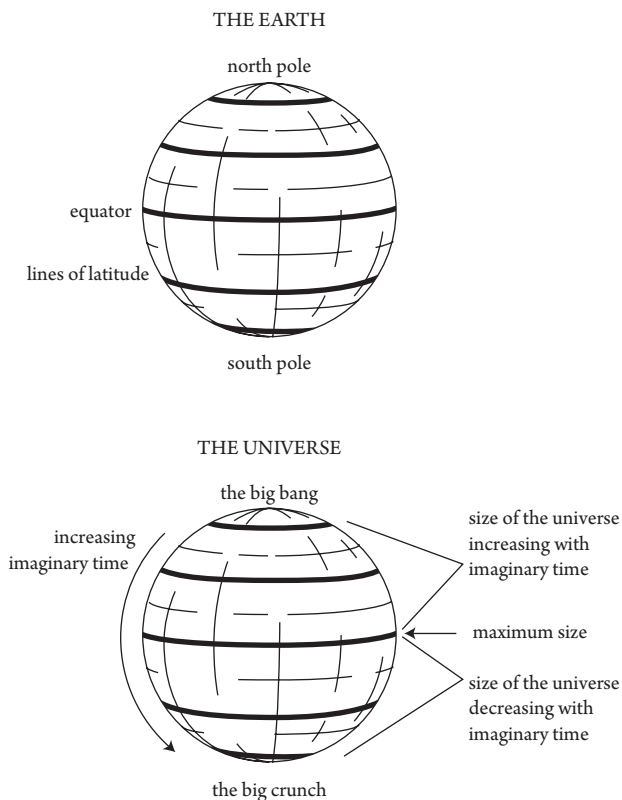 THE EARTH
north pole
equator
lines of latitude
south pole
THE UNIVERSE
the big bang
increasing
imaginary time
size of the universe
increasing with
imaginary time
maximum size
size of the universe
decreasing with
imaginary time
the big crunch